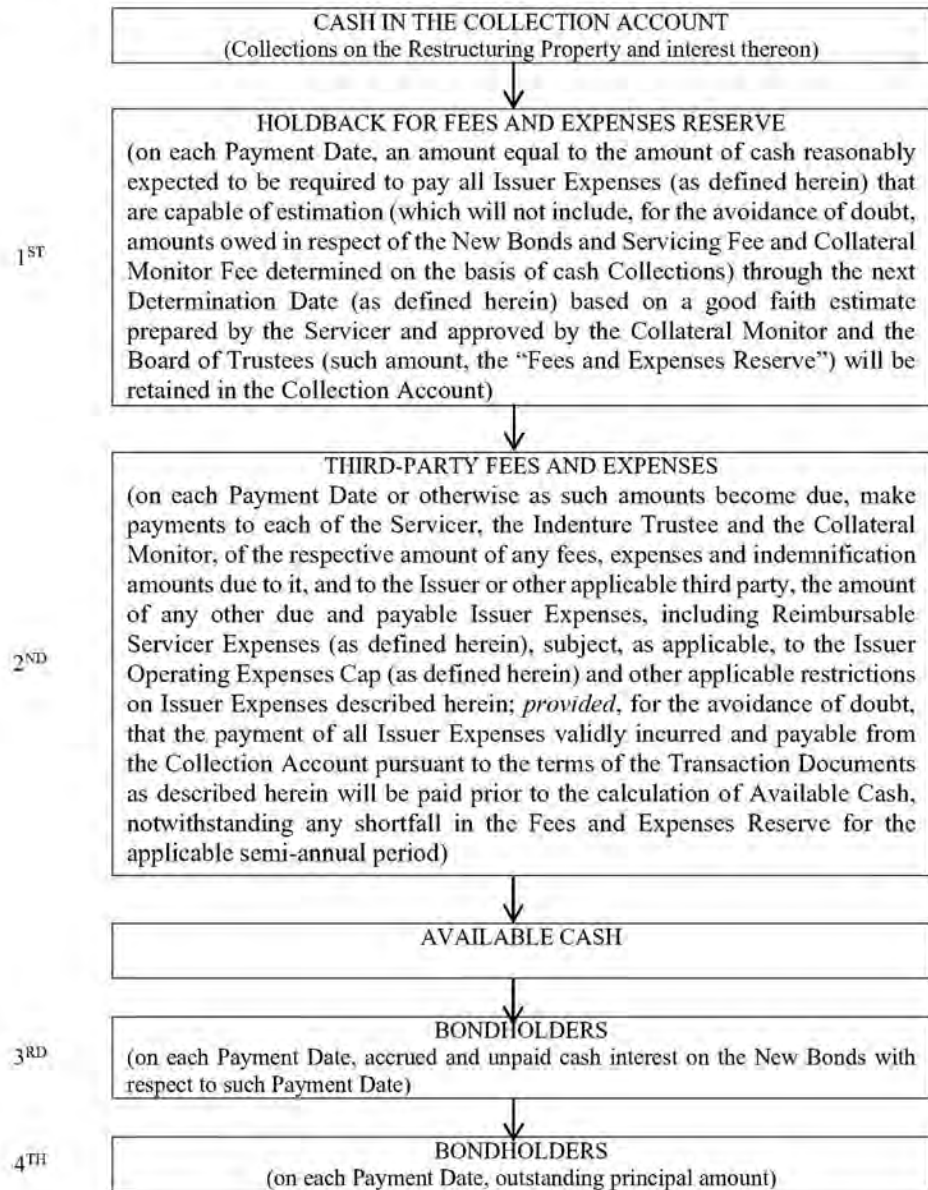 CASH IN THE COLLECTION ACCOUNT
(Collections on the Restructuring Property and interest thereon)
1ST
HOLDBACK FOR FEES AND EXPENSES RESERVE
(on each Payment Date, an amount equal to the amount of cash reasonably
expected to be required to pay all Issuer Expenses (as defined herein) that
are capable of estimation (which will not include, for the avoidance of doubt,
amounts owed in respect of the New Bonds and Servicing Fee and Collateral
Monitor Fee determined on the basis of cash Collections) through the next
Determination Date (as defined herein) based on a good faith estimate
prepared by the Servicer and approved by the Collateral Monitor and the
Board of Trustees (such amount, the “Fees and Expenses Reserve”) will be
retained in the Collection Account)
2ND
THIRD-PARTY FEES AND EXPENSES
(on each Payment Date or otherwise as such amounts become due, make
payments to each of the Servicer, the Indenture Trustee and the Collateral
Monitor, of the respective amount of any fees, expenses and indemnification
amounts due to it, and to the Issuer or other applicable third party, the amount
of any other due and payable Issuer Expenses, including Reimbursable
Servicer Expenses (as defined herein), subject, as applicable, to the Issuer
Operating Expenses Cap (as defined herein) and other applicable restrictions
on Issuer Expenses described herein; provided, for the avoidance of doubt,
that the payment of all Issuer Expenses validly incurred and payable from
the Collection Account pursuant to the terms of the Transaction Documents
as described herein will be paid prior to the calculation of Available Cash,
notwithstanding any shortfall in the Fees and Expenses Reserve for the
applicable semi-annual period)
AVAILABLE CASH
3RD
BONDHOLDERS
(on each Payment Date, accrued and unpaid cash interest on the New Bonds with
respect to such Payment Date)
4TH
BONDHOLDERS
(on each Payment Date, outstanding principal amount)